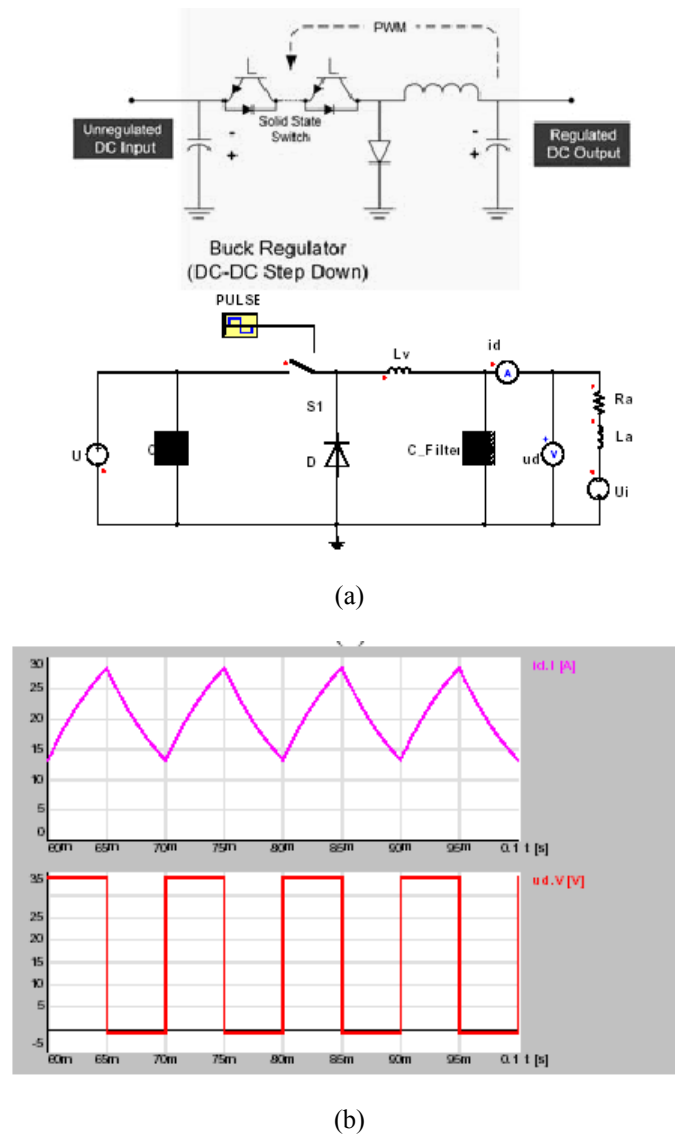 PWM
Unregulated
DC Input
Solid State
Switch
Regulated
DC Output
- + - +
Buck Regulator
(DC-DC Step Down)
PULSE
Lv
id
A
S1
Ra
La
U
C
D
C_Filter
ud
V
Ui
(a)
30
25
20
15
10
5
0
id.I [A]
60m 65m 70m 75m 80m 85m 90m 95m 0.1 t [s]
35
25
20
15
10
5
-5
ud.V [V]
60m 65m 70m 75m 80m 85m 90m 95m 0.1 t [s]
(b)